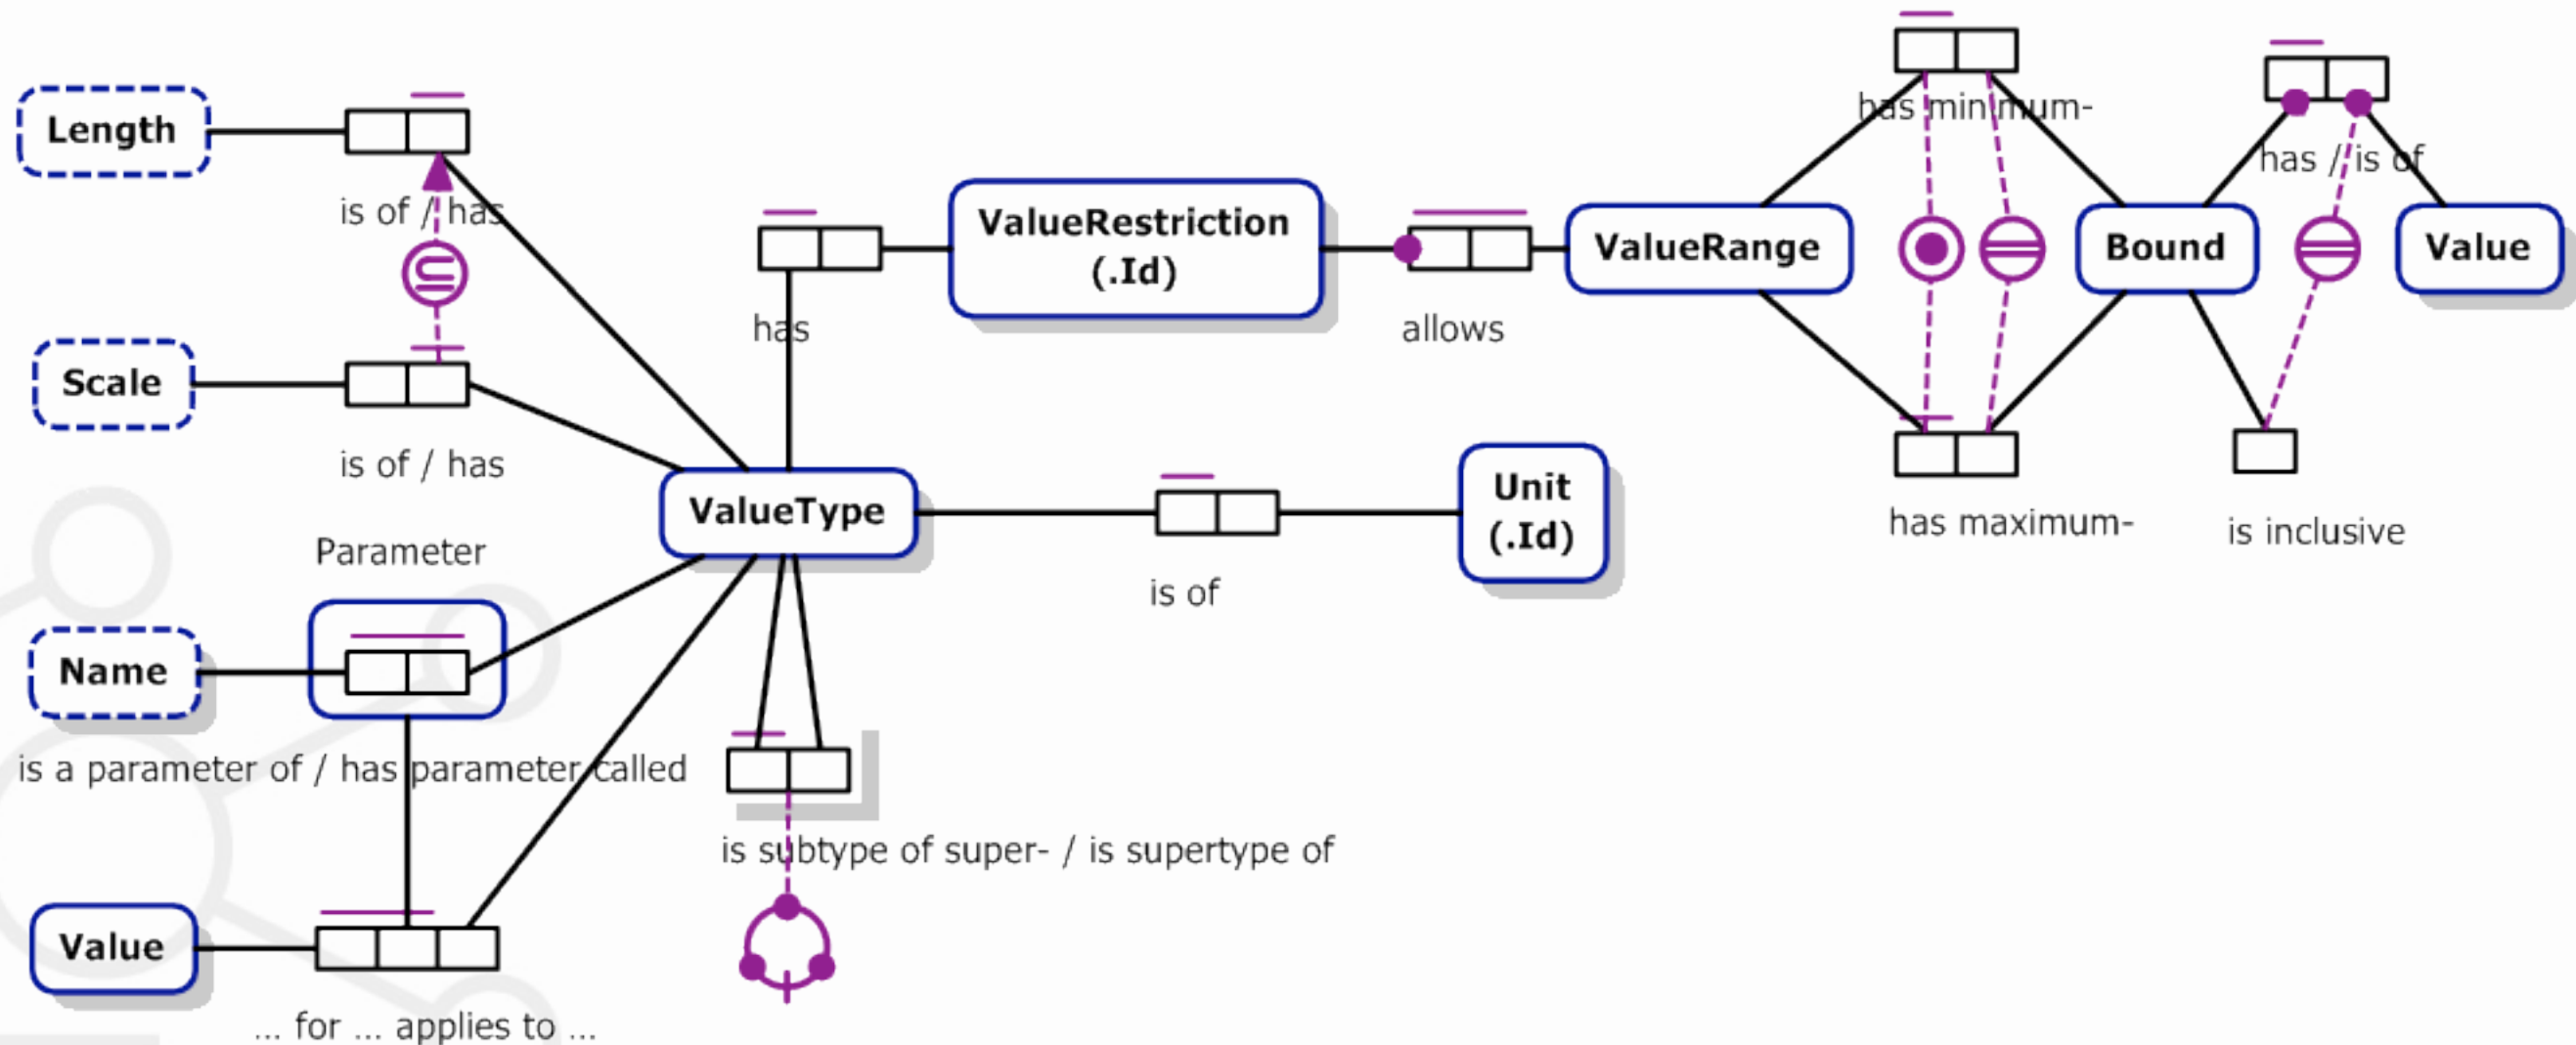 has minimum-
Length
is of / has
has / is of
ValueRestriction
(.Id)
ValueRange
Bound
Value
has
allows
Scale
is of / has
ValueType
Unit
(.Id)
has maximum-
is inclusive
Parameter
is of
Name
is a parameter of / has parameter called
is subtype of super- / is supertype of
Value
... for ... applies to ...